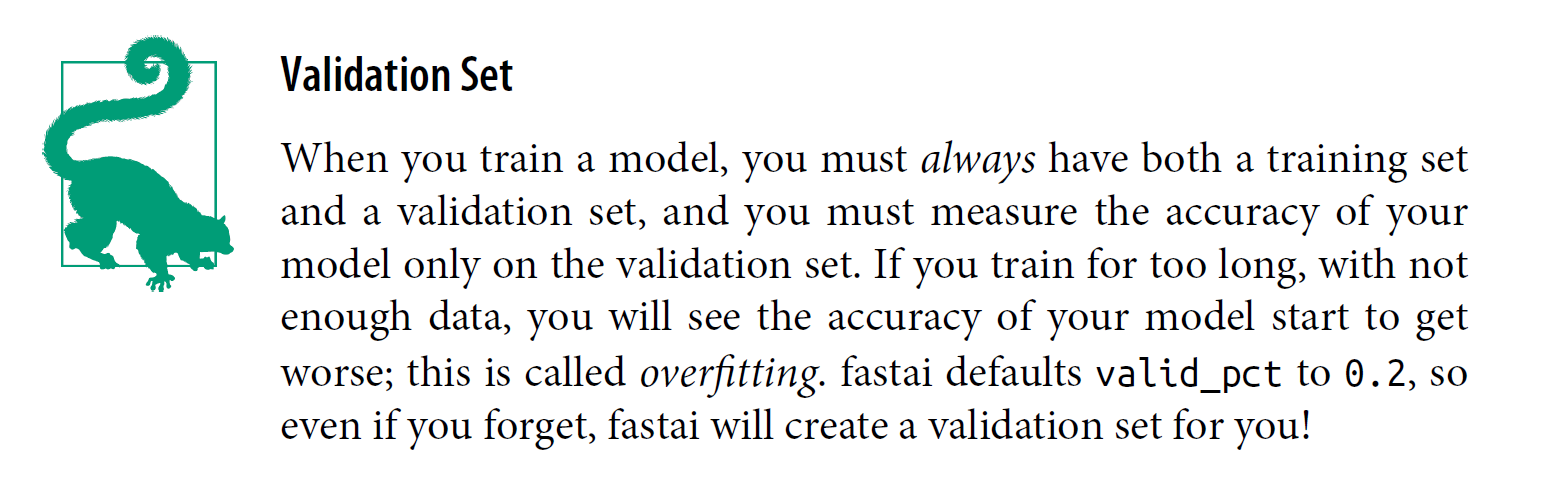 Validation Set
When you train a model, you must always have both a training set
and a validation set, and you must measure the accuracy of your
model only on the validation set. If you train for too long, with not
enough data, you will see the accuracy of your model start to get
worse; this is called overfitting. fastai defaults valid_pct to 0.2, so
even if you forget, fastai will create a validation set for you!